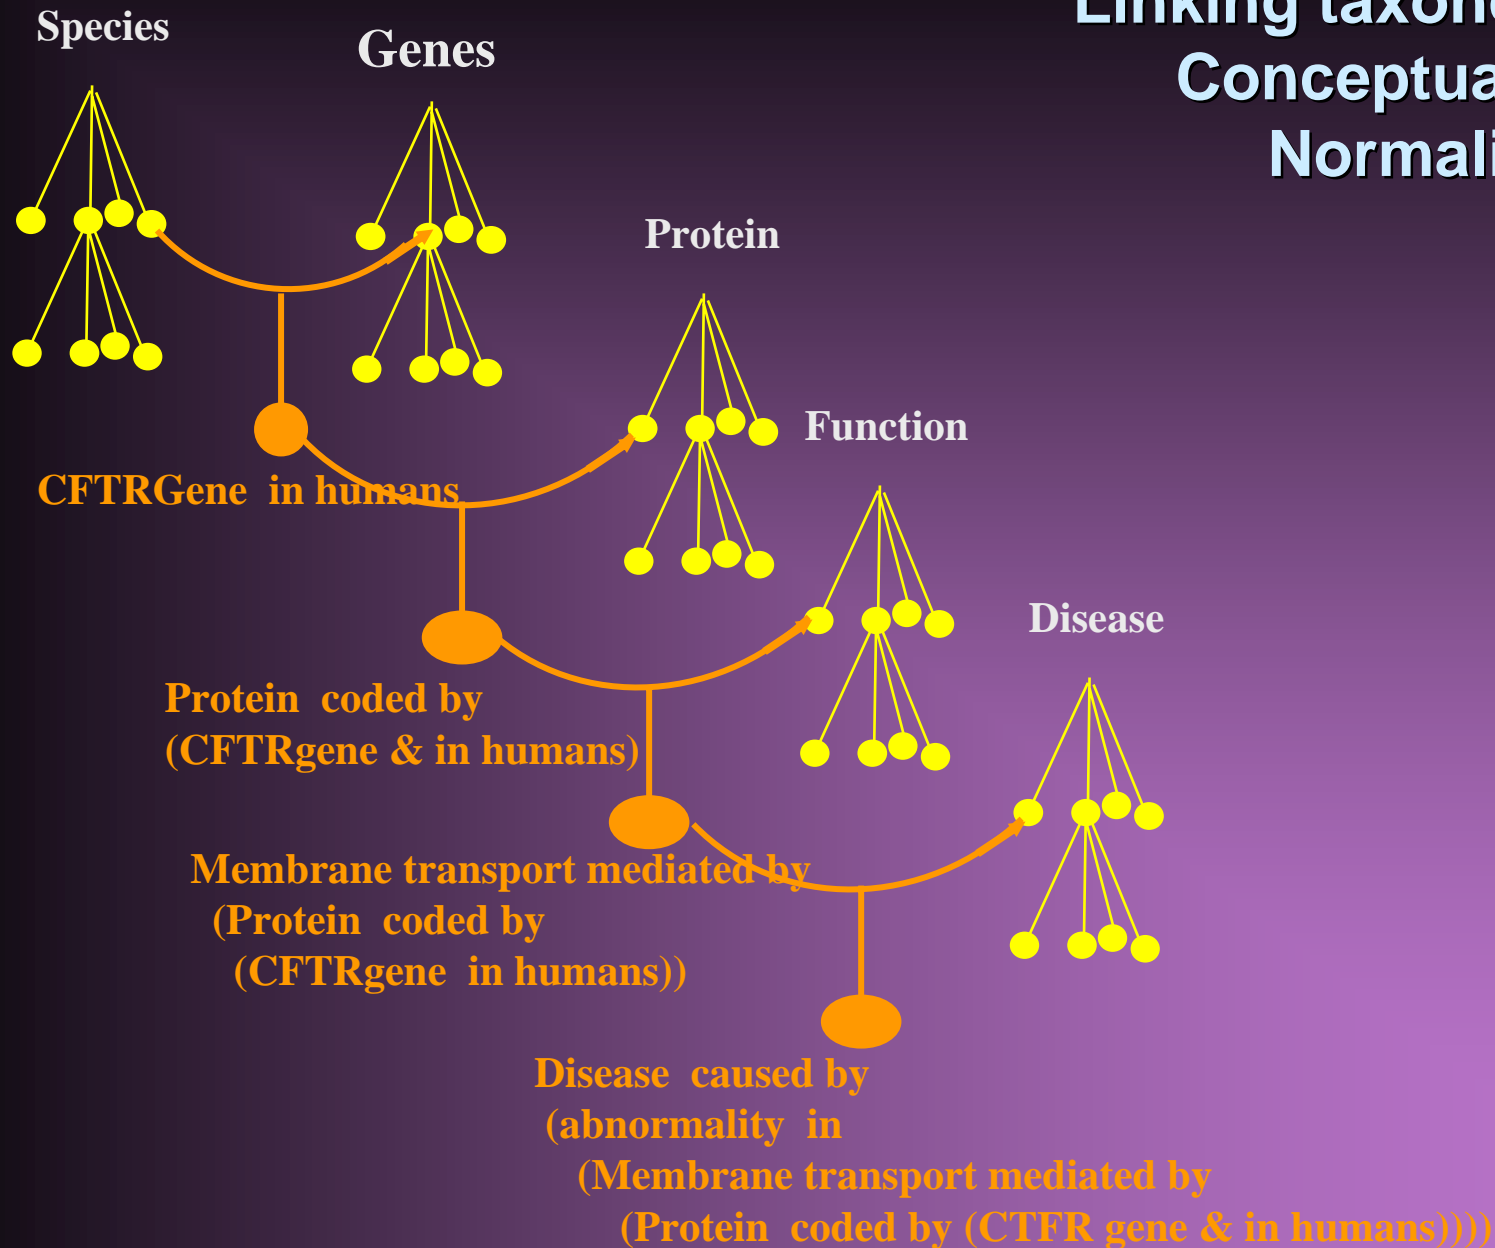 Species
Genes
Conceptua
Normali
Protein
Function
CFTRGene in humans
Disease
Protein coded by
(CFTRgene & in humans)
Membrane transport mediated by
(Protein coded by
(CFTRgene in humans))
Disease caused by
(abnormality in
(Membrane transport mediated by
(Protein coded by (CTFR gene & in humans))))